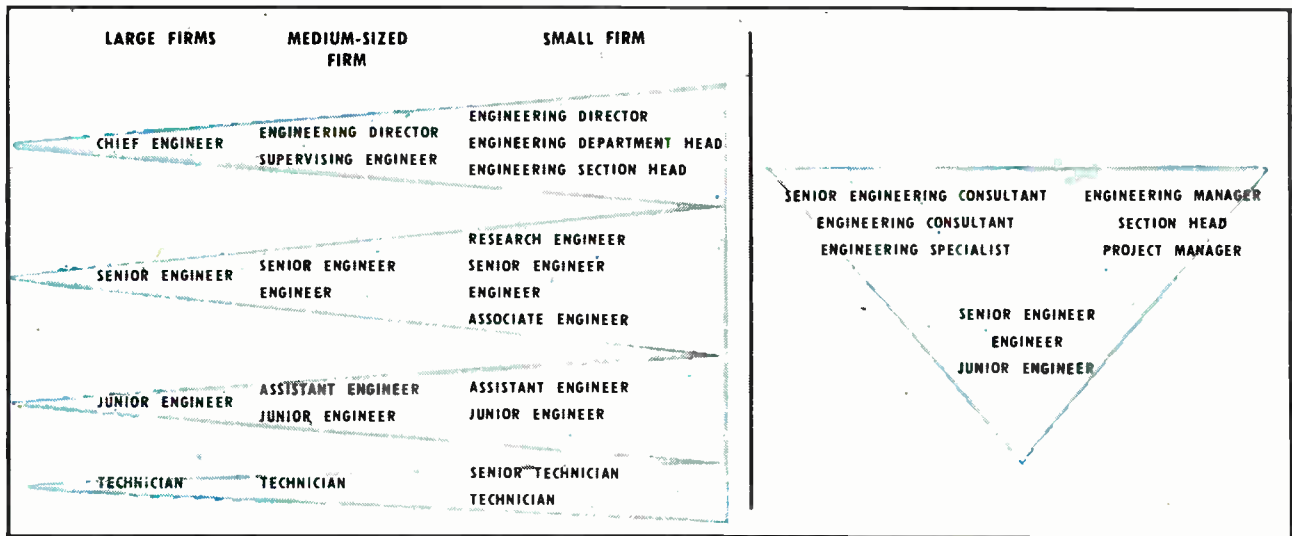 LARGE FIRMS
CHIEF ENGINEER
SENIOR ENGINEER
JUNIOR ENGINEER
TECHNICIAN
MEDIUM-SIZED
FIRM
ENGINEERING DIRECTOR
SUPERVISING ENGINEER
SENIOR ENGINEER
ENGINEER
ASSISTANT ENGINEER
JUNIOR ENGINEER
TECHNICIAN
SMALL FIRM
ENGINEERING DIRECTOR
ENGINEERING DEPARTMENT HEAD
ENGINEERING SECTION HEAD
RESEARCH ENGINEER
SENIOR ENGINEER
ENGINEER
ASSOCIATE ENGINEER
ASSISTANT ENGINEER
JUNIOR ENGINEER
SENIOR TECHNICIAN
TECHNICIAN
SENIOR ENGINEERING CONSULTANT
ENGINEERING CONSULTANT
ENGINEERING SPECIALIST
ENGINEERING MANAGER
SECTION HEAD
PROJECT MANAGER
SENIOR ENGINEER
ENGINEER
JUNIOR ENGINEER